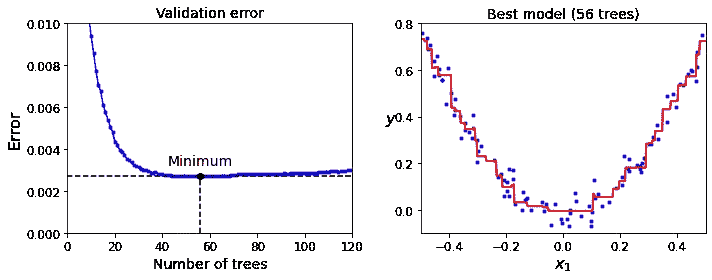 Validation error
0.010
0.008
0.006
0.004
0.002
0.000
Error
Minimum
0 20 40 60 80 100 120
Number of trees
Best model (56 trees)
0.8
0.6
0.4
0.2
0.0
y
−0.4 −0.2 0.0 0.2 0.4
x₁